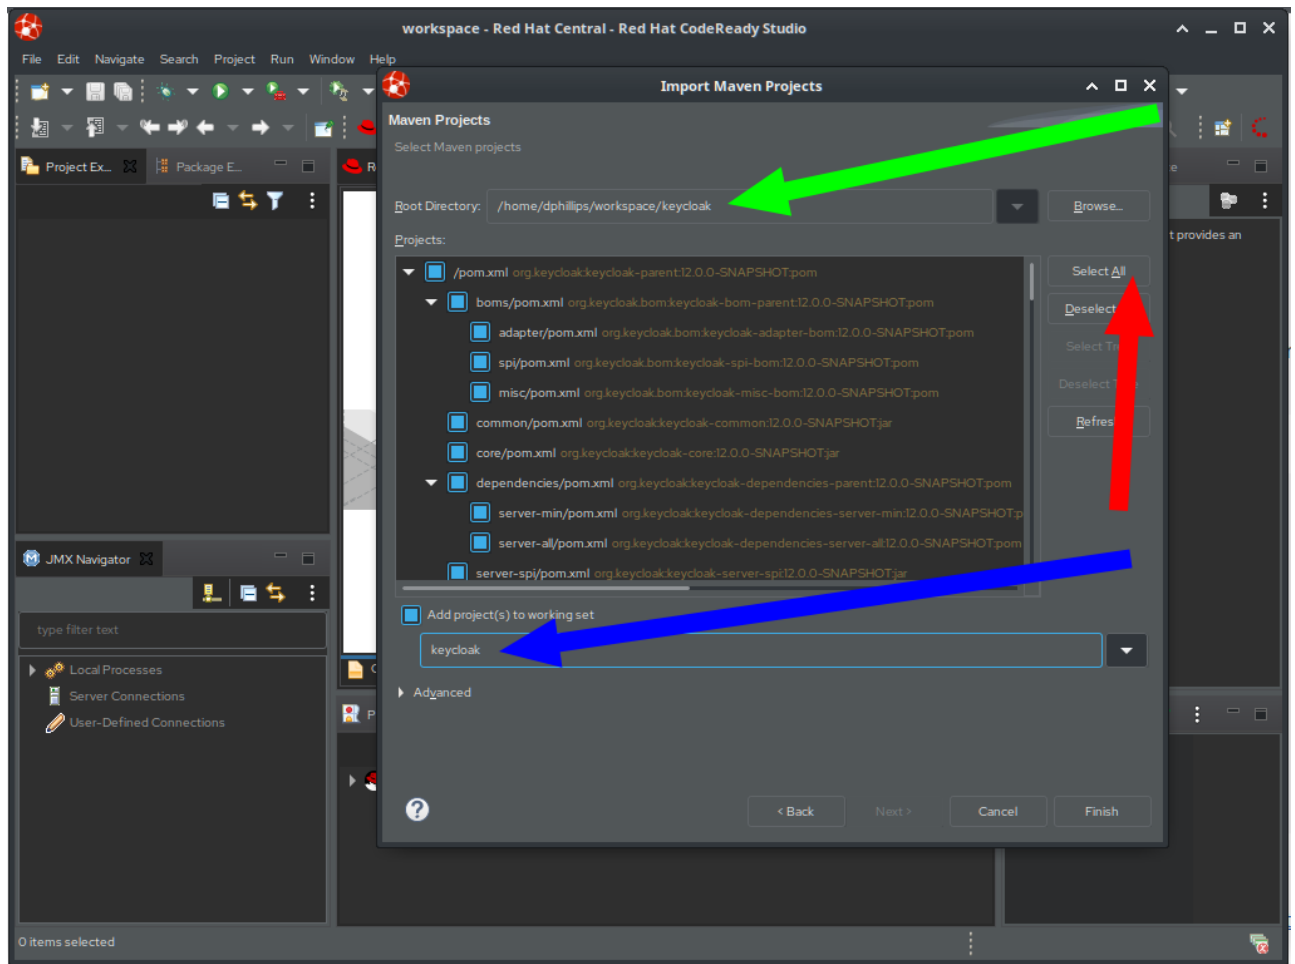 workspace - Red Hat Central - Red Hat CodeReady Studio
File Edit Navigate Search Project Run Window Help
Import Maven Projects
Maven Projects
Select Maven projects
Project Ex... Package E...
Root Directory: /home/dphillips/workspace/keycloak Browse...
Projects:
t provides an
/pom.xml org.keycloak:keycloak-parent:12.0.0-SNAPSHOT:pom
Select All
boms/pom.xml org.keycloak.bom:keycloak-bom-parent:12.0.0-SNAPSHOT:pom
Deselect
adapter/pom.xml org.keycloak.bom:keycloak-adapter-bom:12.0.0-SNAPSHOT:pom
Select Tr
spi/pom.xml org.keycloak.bom:keycloak-spi-bom:12.0.0-SNAPSHOT:pom
Deselect T
misc/pom.xml org.keycloak.bom:keycloak-misc-bom:12.0.0-SNAPSHOT:pom
common/pom.xml org.keycloak:keycloak-common:12.0.0-SNAPSHOT:jar
Refres
core/pom.xml org.keycloak:keycloak-core:12.0.0-SNAPSHOT:jar
dependencies/pom.xml org.keycloak:keycloak-dependencies-parent:12.0.0-SNAPSHOT:pom
server-min/pom.xml org.keycloak:keycloak-dependencies-server-min:12.0.0-SNAPSHOT:p
server-all/pom.xml org.keycloak:keycloak-dependencies-server-all:12.0.0-SNAPSHOT:pom
server-spi/pom.xml org.keycloak:keycloak-server-spi:12.0.0-SNAPSHOT:jar
JMX Navigator
Add project(s) to working set
type filter text
keycloak
Local Processes
Server Connections
Advanced
User-Defined Connections
< Back Next > Cancel Finish
0 items selected